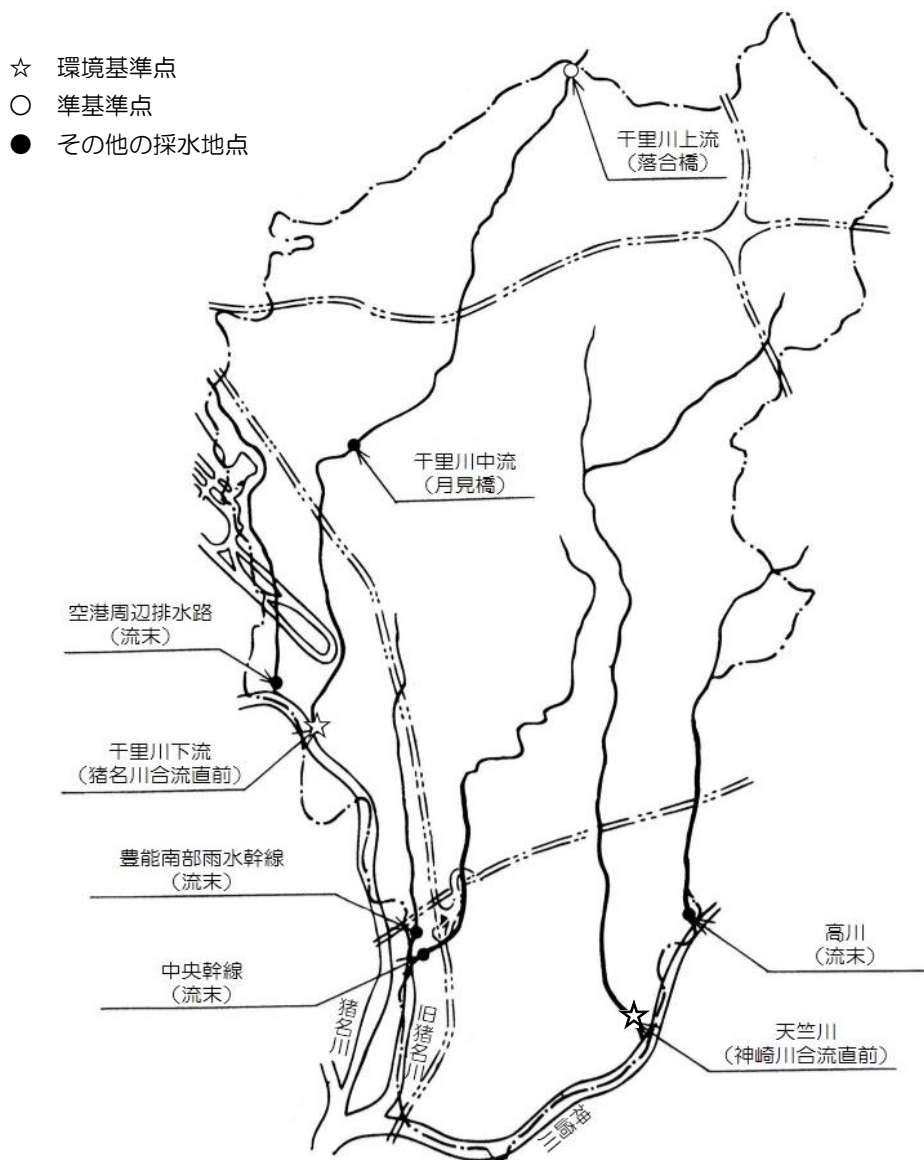 ☆ 環境基準点
○ 準基準点
● その他の採水地点
千里川上流
(落合橋)
千里川中流
(月見橋)
空港周辺排水路
(流末)
千里川下流
(猪名川合流直前)
豊能南部雨水幹線
(流末)
中央幹線
(流末)
高川
(流末)
天竺川
(神崎川合流直前)
猪名川
旧猪名川
神崎川